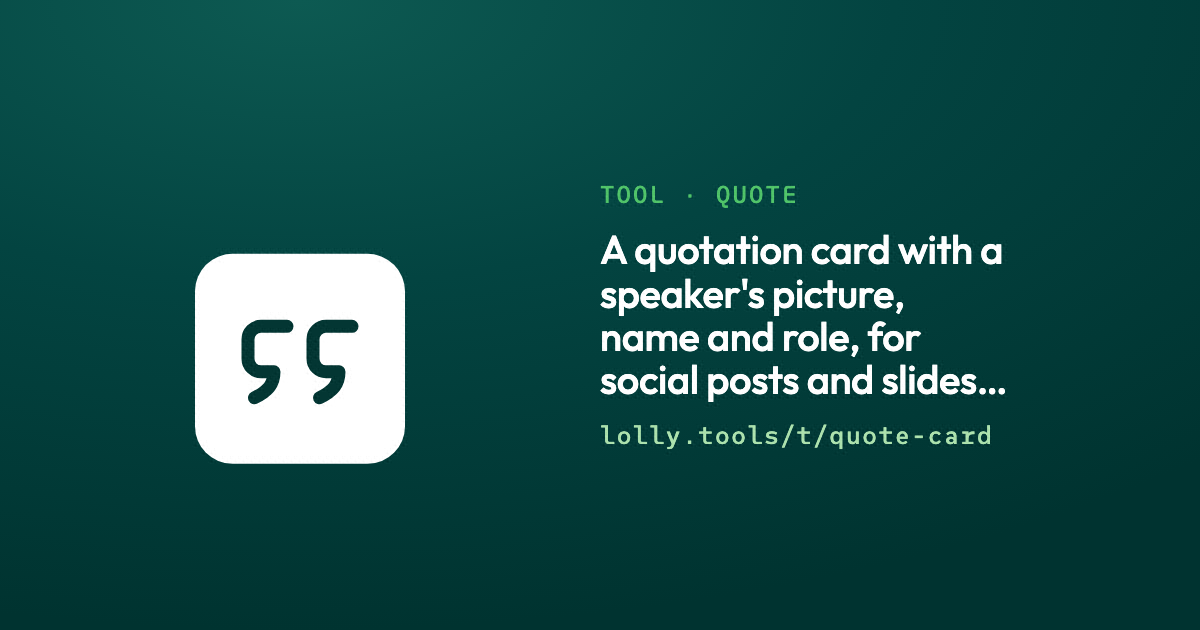 TOOL · QUOTE
A quotation card with a
speaker's picture,
name and role, for
social posts and slides...
lolly.tools/t/quote-card